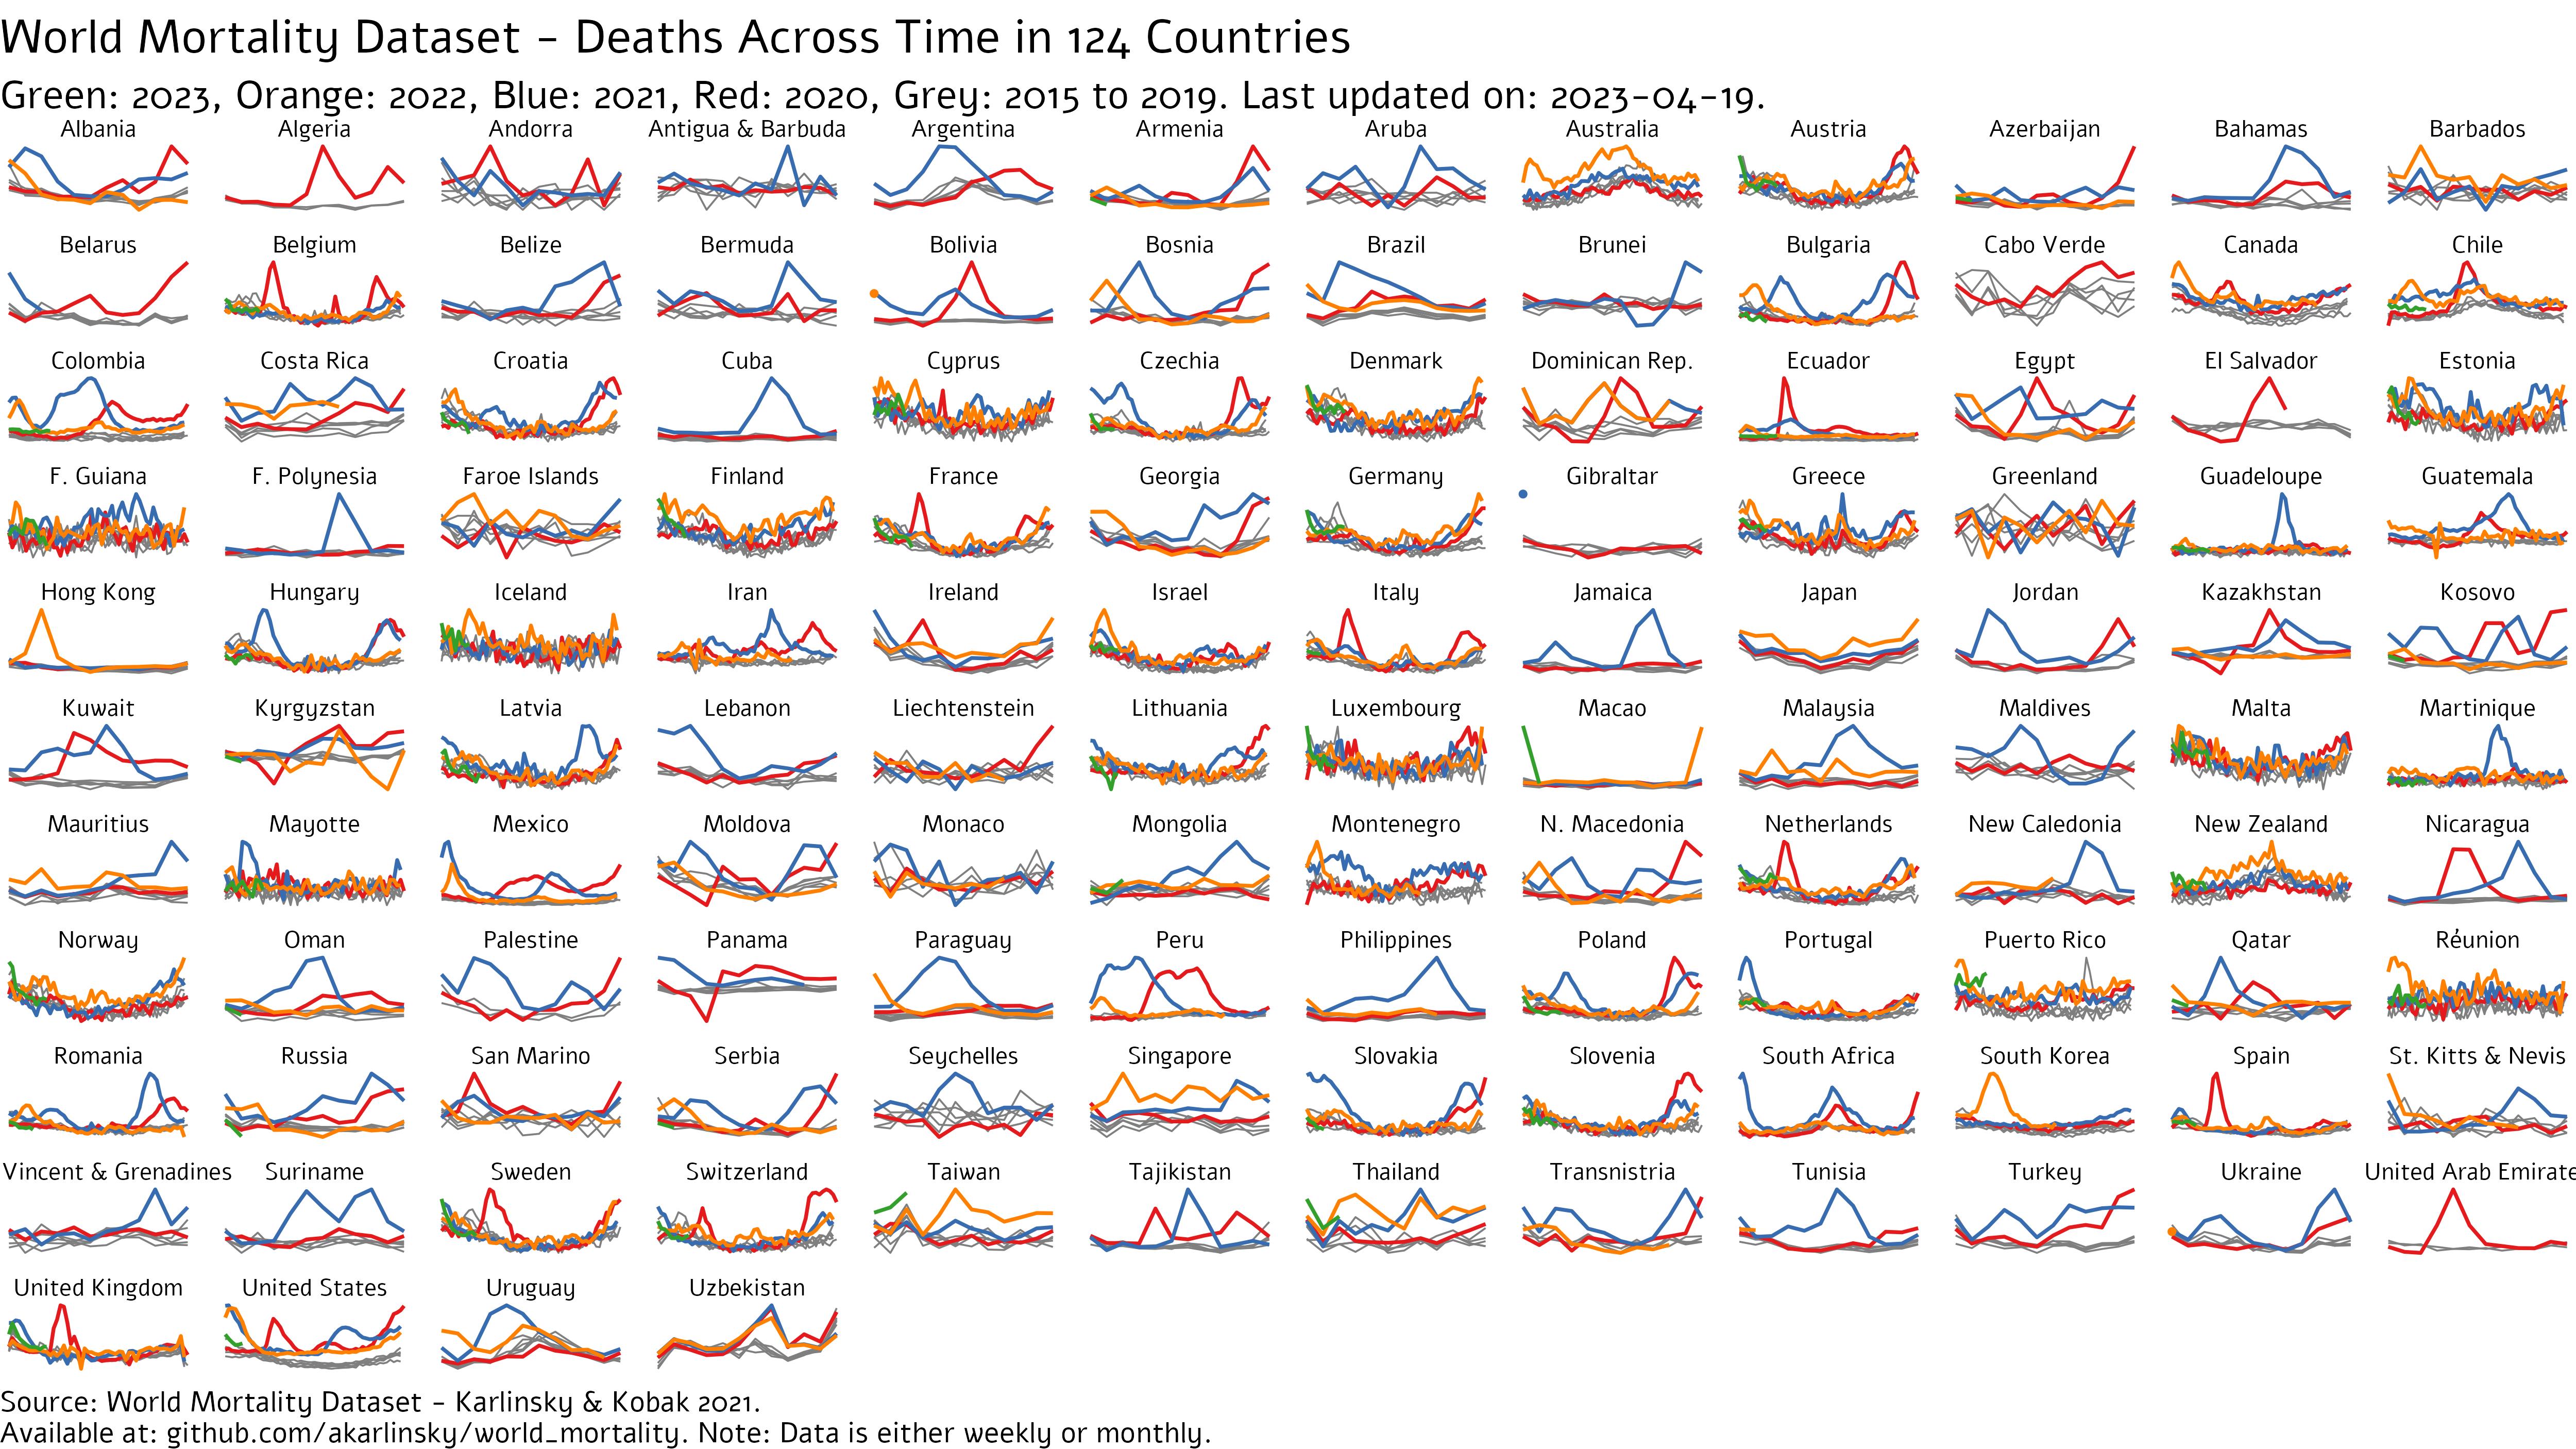 World Mortality Dataset - Deaths Across Time in 124 Countries
Green: 2023, Orange: 2022, Blue: 2021, Red: 2020, Grey: 2015 to 2019. Last updated on: 2023-04-19.
Albania Algeria Andorra Antigua & Barbuda Argentina Armenia Aruba Australia Austria Azerbaijan Bahamas Barbados
Belarus Belgium Belize Bermuda Bolivia Bosnia Brazil Brunei Bulgaria Cabo Verde Canada Chile
Colombia Costa Rica Croatia Cuba Cyprus Czechia Denmark Dominican Rep. Ecuador Egypt El Salvador Estonia
F. Guiana F. Polynesia Faroe Islands Finland France Georgia Germany Gibraltar Greece Greenland Guadeloupe Guatemala
Hong Kong Hungary Iceland Iran Ireland Israel Italy Jamaica Japan Jordan Kazakhstan Kosovo
Kuwait Kyrgyzstan Latvia Lebanon Liechtenstein Lithuania Luxembourg Macao Malaysia Maldives Malta Martinique
Mauritius Mayotte Mexico Moldova Monaco Mongolia Montenegro N. Macedonia Netherlands New Caledonia New Zealand Nicaragua
Norway Oman Palestine Panama Paraguay Peru Philippines Poland Portugal Puerto Rico Qatar Réunion
Romania Russia San Marino Serbia Seychelles Singapore Slovakia Slovenia South Africa South Korea Spain St. Kitts & Nevis
Vincent & Grenadines Suriname Sweden Switzerland Taiwan Tajikistan Thailand Transnistria Tunisia Turkey Ukraine United Arab Emirate
United Kingdom United States Uruguay Uzbekistan
Source: World Mortality Dataset - Karlinsky & Kobak 2021.
Available at: github.com/akarlinsky/world_mortality. Note: Data is either weekly or monthly.